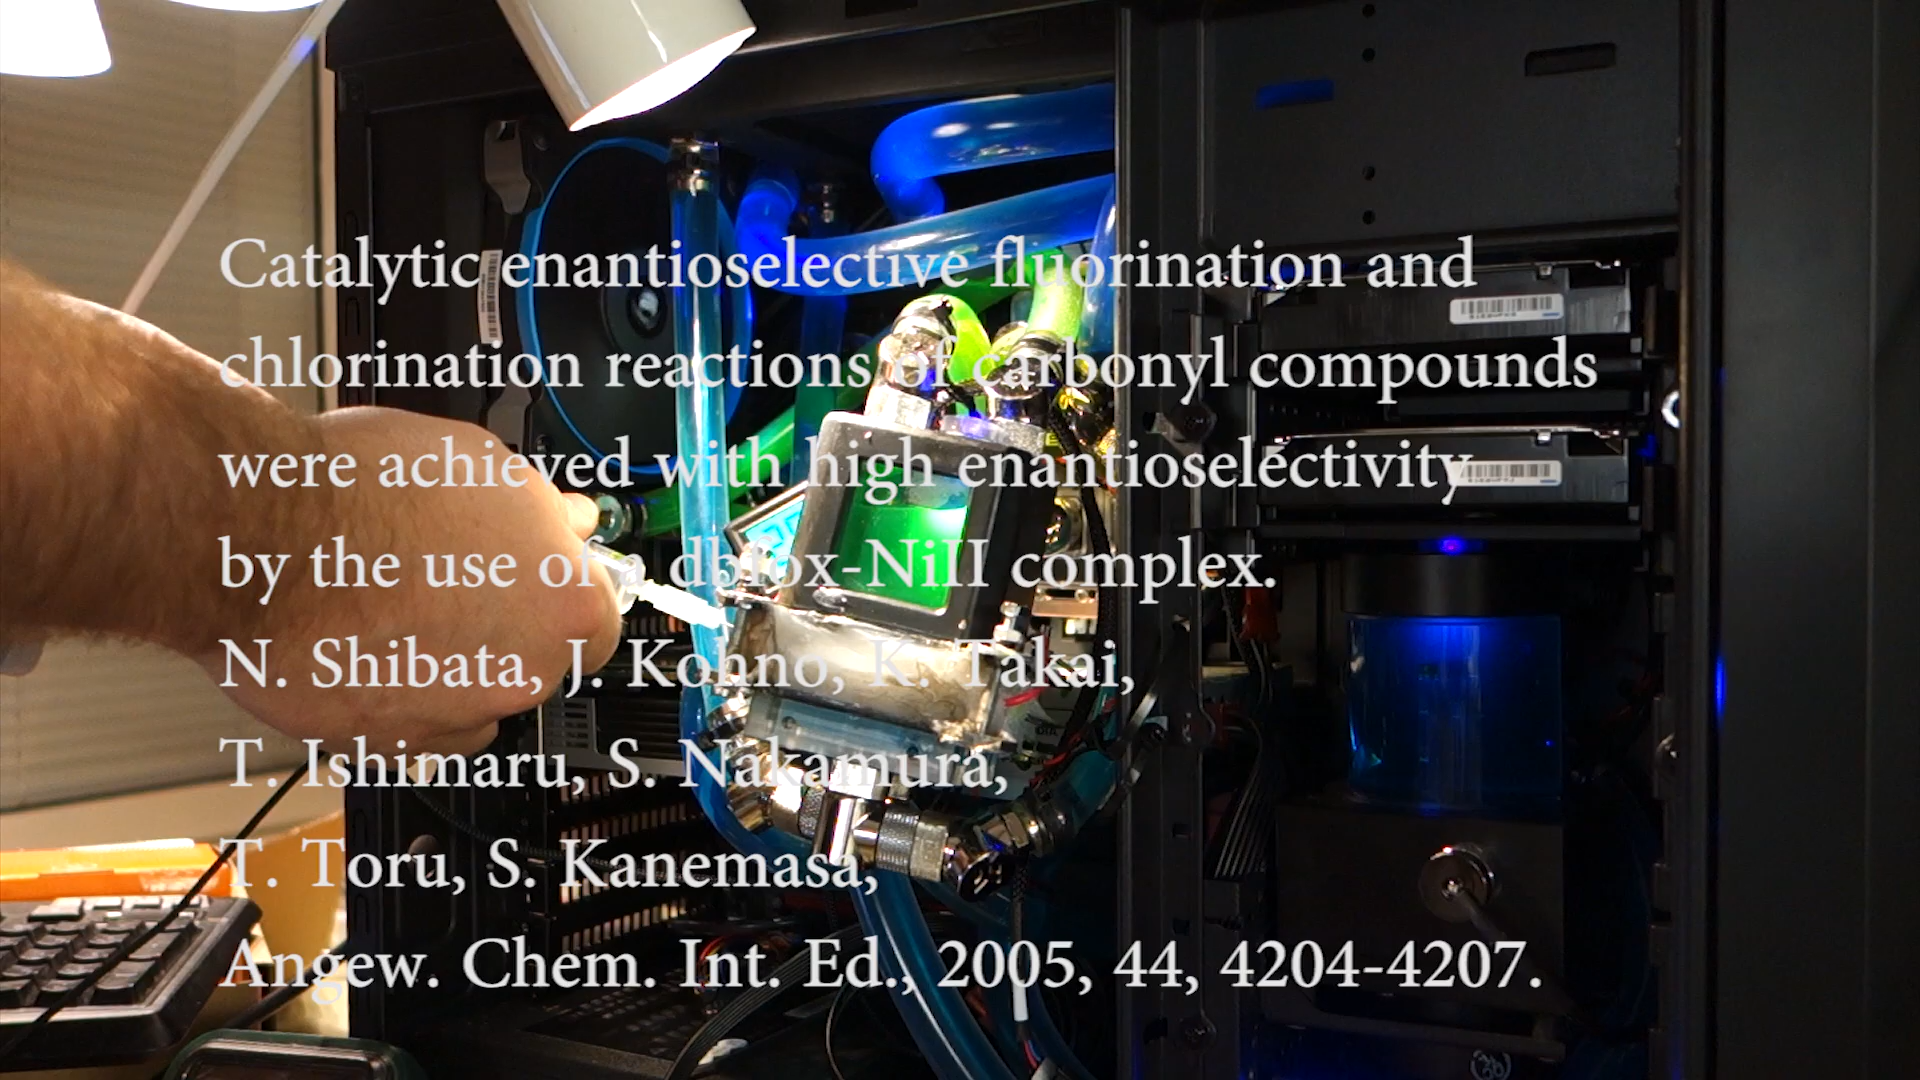 Catalytic enantioselective fluorination and
chlorination reactions of carbonyl compounds
were achieved with high enantioselectivity
by the use of a dbfox-NiII complex.
N. Shibata, J. Kohno, K. Takai,
T. Ishimaru, S. Nakamura,
T. Toru, S. Kanemasa,
Angew. Chem. Int. Ed., 2005, 44, 4204-4207.